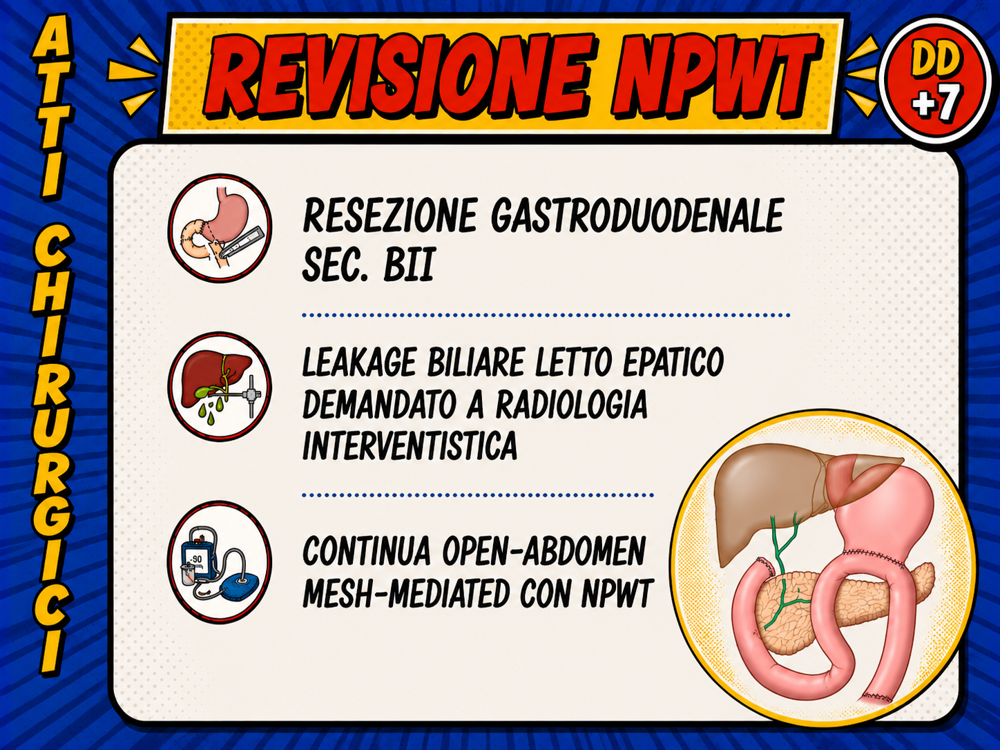 ATTI CHIRURGICI
REVISIONE NPWT
DD
+7
RESEZIONE GASTRODUODENALE
SEC. BII
LEAKAGE BILIARE LETTO EPATICO
DEMANDATO A RADIOLOGIA
INTERVENTISTICA
-90
CONTINUA OPEN-ABDOMEN
MESH-MEDIATED CON NPWT